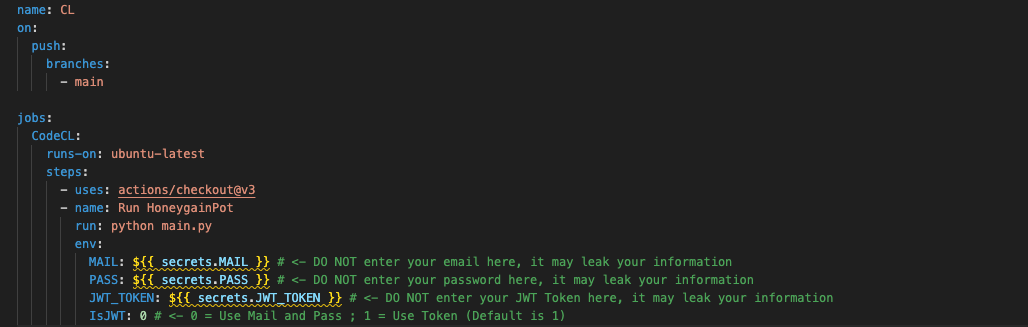 name: CL
on:
push:
branches:
- main
jobs:
CodeCL:
runs-on: ubuntu-latest
steps:
- uses: actions/checkout@v3
- name: Run HoneygainPot
run: python main.py
env:
MAIL: ${{ secrets.MAIL }} # <- DO NOT enter your email here, it may leak your information
PASS: ${{ secrets.PASS }} # <- DO NOT enter your password here, it may leak your information
JWT_TOKEN: ${{ secrets.JWT_TOKEN }} # <- DO NOT enter your JWT Token here, it may leak your information
IsJWT: 0 # <- 0 = Use Mail and Pass ; 1 = Use Token (Default is 1)